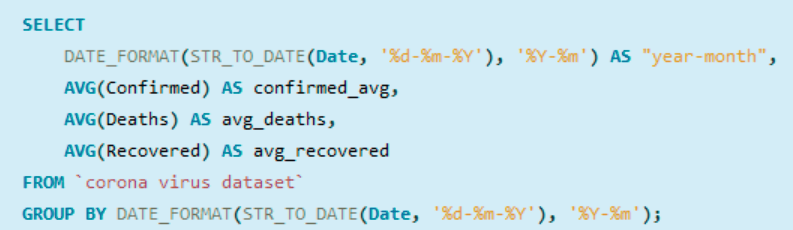 SELECT
DATE_FORMAT(STR_TO_DATE(Date, '%d-%m-%Y'), '%Y-%m') AS "year-month",
AVG(Confirmed) AS confirmed_avg,
AVG(Deaths) AS avg_deaths,
AVG(Recovered) AS avg_recovered
FROM `corona virus dataset`
GROUP BY DATE_FORMAT(STR_TO_DATE(Date, '%d-%m-%Y'), '%Y-%m');